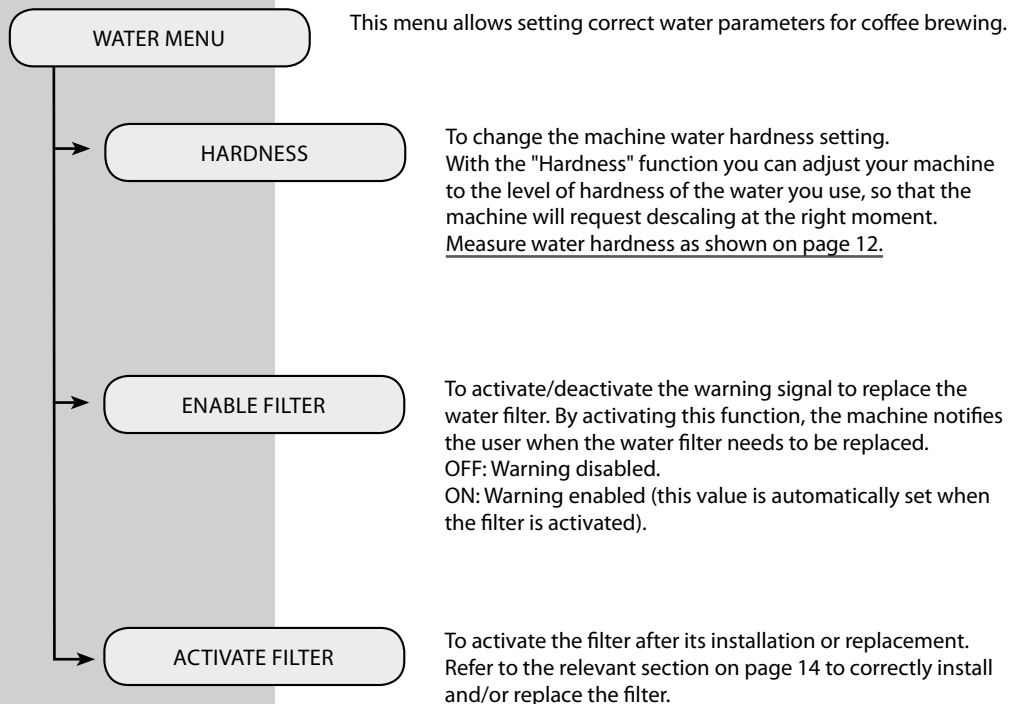 WATER MENU
This menu allows setting correct water parameters for coffee brewing.
HARDNESS
To change the machine water hardness setting.
With the "Hardness" function you can adjust your machine
to the level of hardness of the water you use, so that the
machine will request descaling at the right moment.
Measure water hardness as shown on page 12.
ENABLE FILTER
To activate/deactivate the warning signal to replace the
water filter. By activating this function, the machine notifies
the user when the water filter needs to be replaced.
OFF: Warning disabled.
ON: Warning enabled (this value is automatically set when
the filter is activated).
ACTIVATE FILTER
To activate the filter after its installation or replacement.
Refer to the relevant section on page 14 to correctly install
and/or replace the filter.